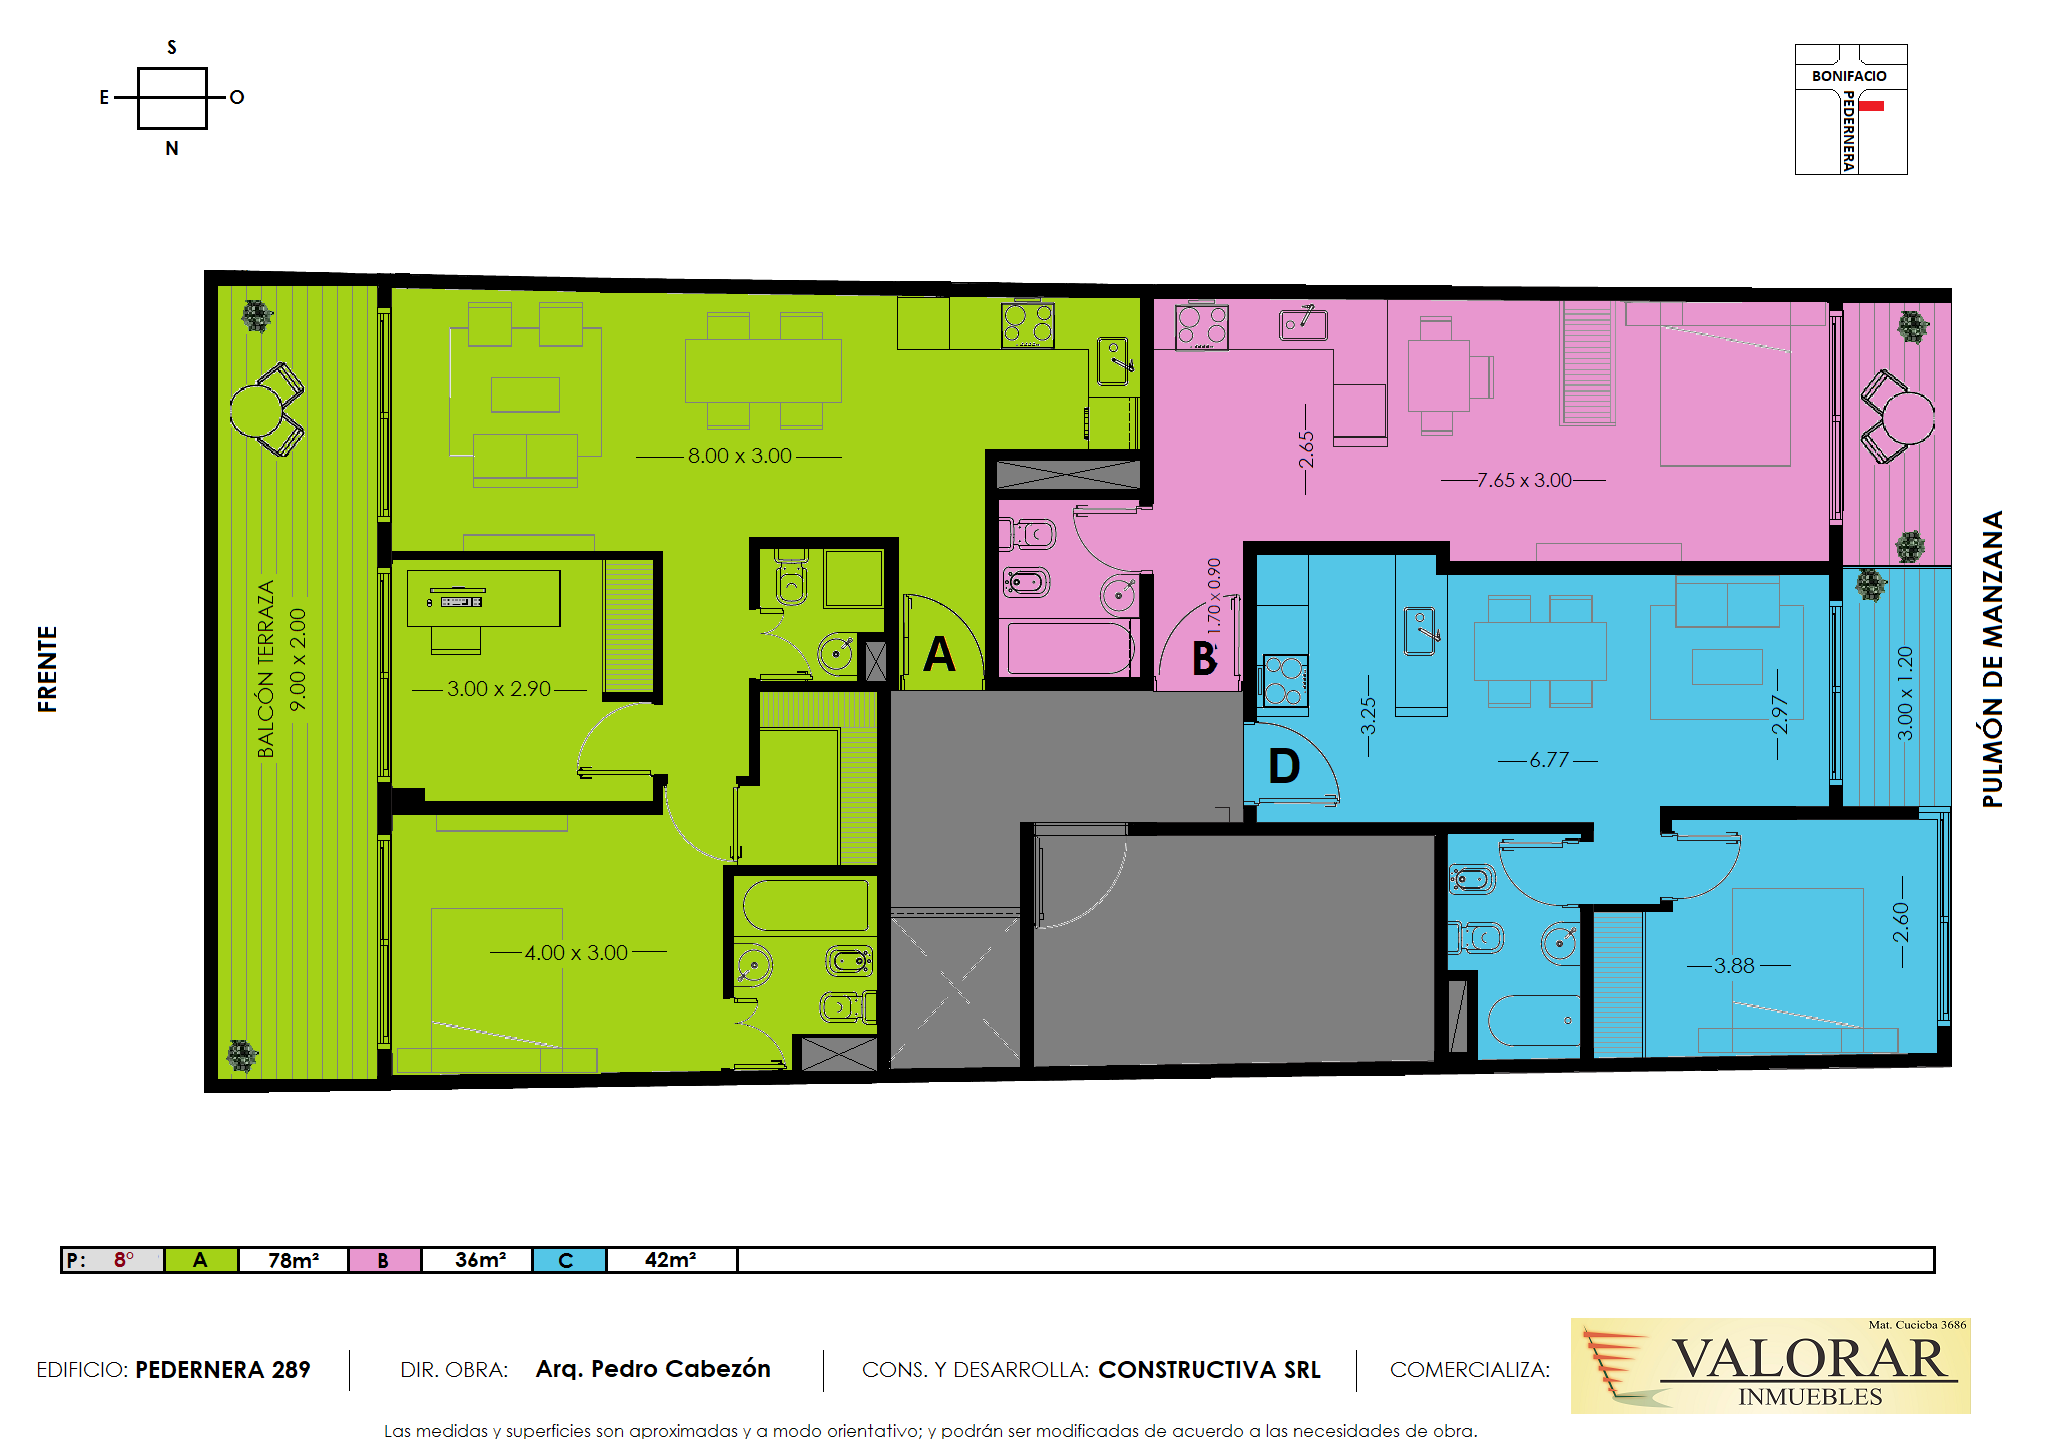 S
E O
N
BONIFACIO
PEDERNERA
FRENTE
BALCÓN TERRAZA
9.00 x 2.00
8.00 x 3.00
3.00 x 2.90
4.00 x 3.00
A
2.65
7.65 x 3.00
1.70 x 0.90
B
D
3.25
6.77
2.97
3.00 x 1.20
3.88
2.60
PULMÓN DE MANZANA
P: 8° A 78m² B 36m² C 42m²
EDIFICIO: PEDERNERA 289 DIR. OBRA: Arq. Pedro Cabezón CONS. Y DESARROLLA: CONSTRUCTIVA SRL COMERCIALIZA:
Mat. Cucicba 3686
VALORAR
INMUEBLES
Las medidas y superficies son aproximadas y a modo orientativo; y podrán ser modificadas de acuerdo a las necesidades de obra.